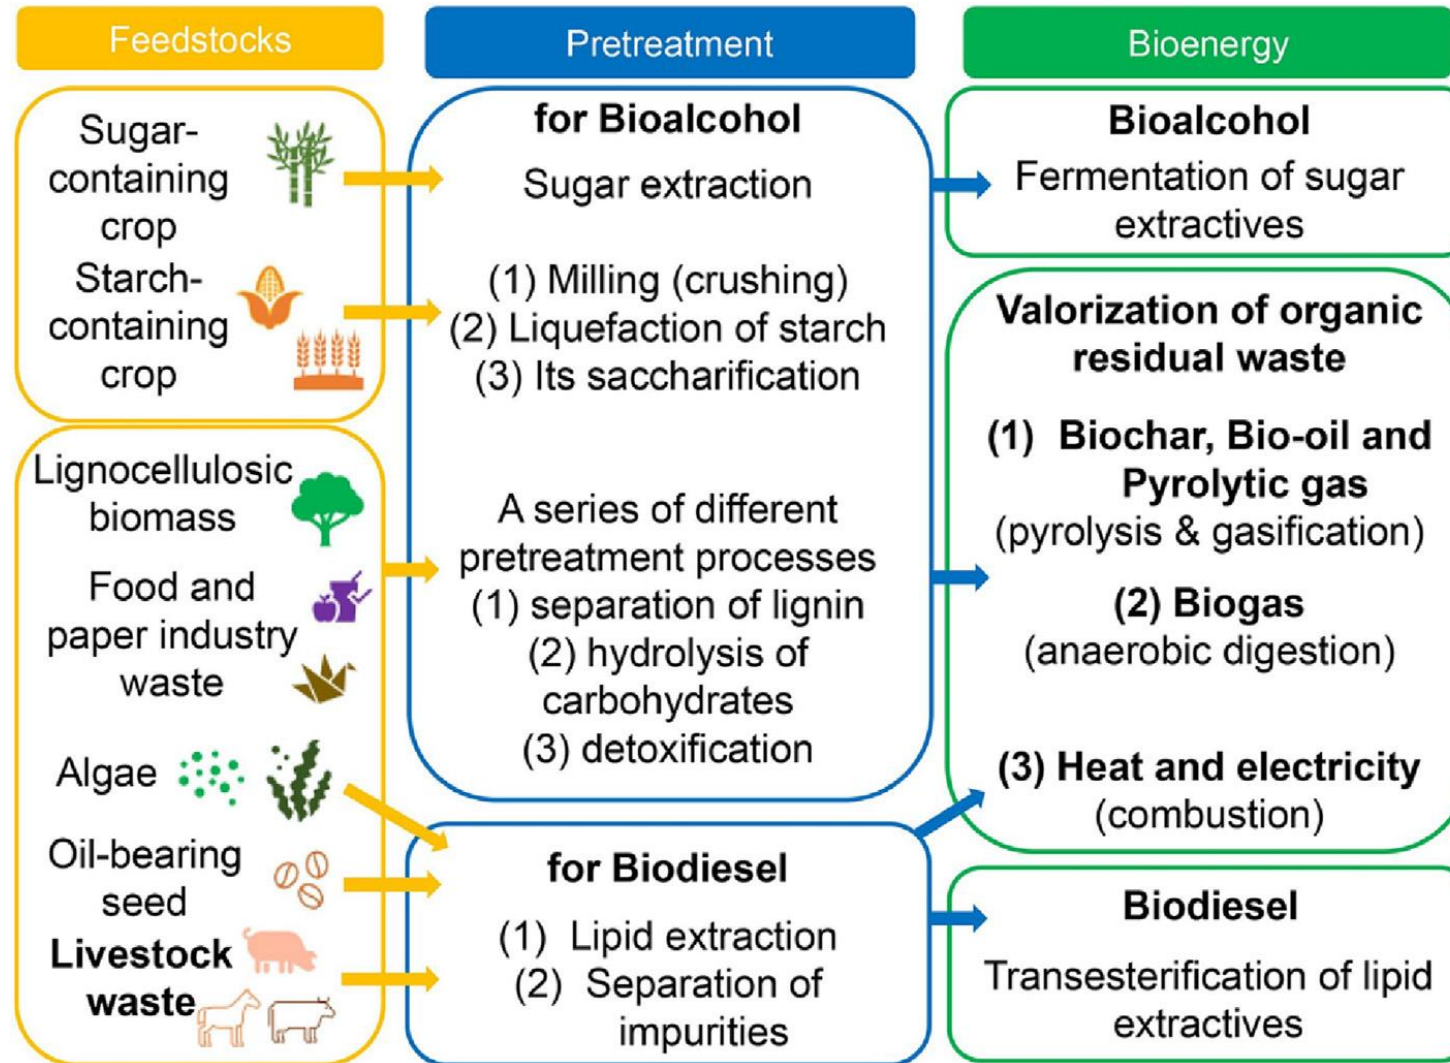 Feedstocks
Sugar-
containing
crop
Starch-
containing
crop
Lignocellulosic
biomass
Food and
paper industry
waste
Algae
Oil-bearing
seed
Livestock
waste
Pretreatment
for Bioalcohol
Sugar extraction
(1) Milling (crushing)
(2) Liquefaction of starch
(3) Its saccharification
A series of different
pretreatment processes
(1) separation of lignin
(2) hydrolysis of
carbohydrates
(3) detoxification
for Biodiesel
(1) Lipid extraction
(2) Separation of
impurities
Bioenergy
Bioalcohol
Fermentation of sugar
extractives
Valorization of organic
residual waste
(1) Biochar, Bio-oil and
Pyrolytic gas
(pyrolysis & gasification)
(2) Biogas
(anaerobic digestion)
(3) Heat and electricity
(combustion)
Biodiesel
Transesterification of lipid
extractives